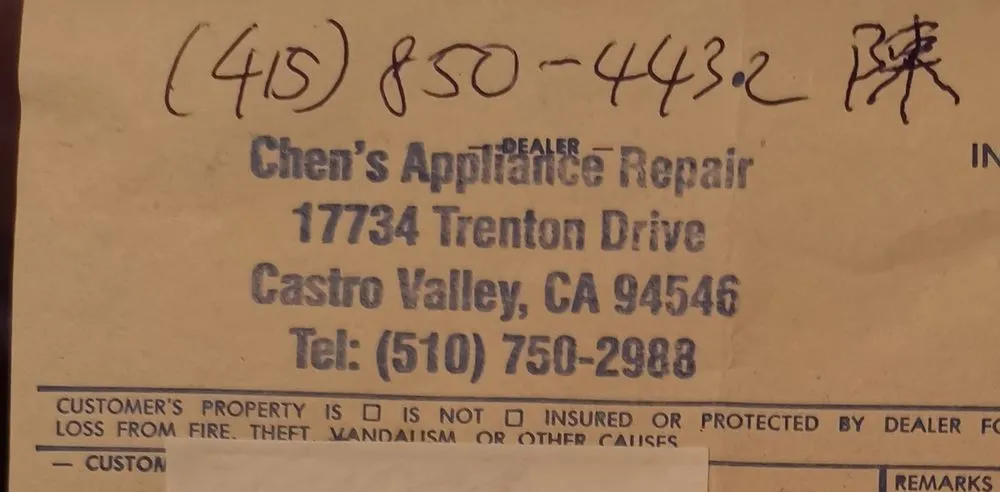 (415) 850-4432 陳
— DEALER —
Chen's Appliance Repair
IN
17734 Trenton Drive
Castro Valley, CA 94546
Tel: (510) 750-2988
CUSTOMER'S PROPERTY IS ☐ IS NOT ☐ INSURED OR PROTECTED BY DEALER FO
LOSS FROM FIRE, THEFT, VANDALISM, OR OTHER CAUSES
— CUSTOM
REMARKS